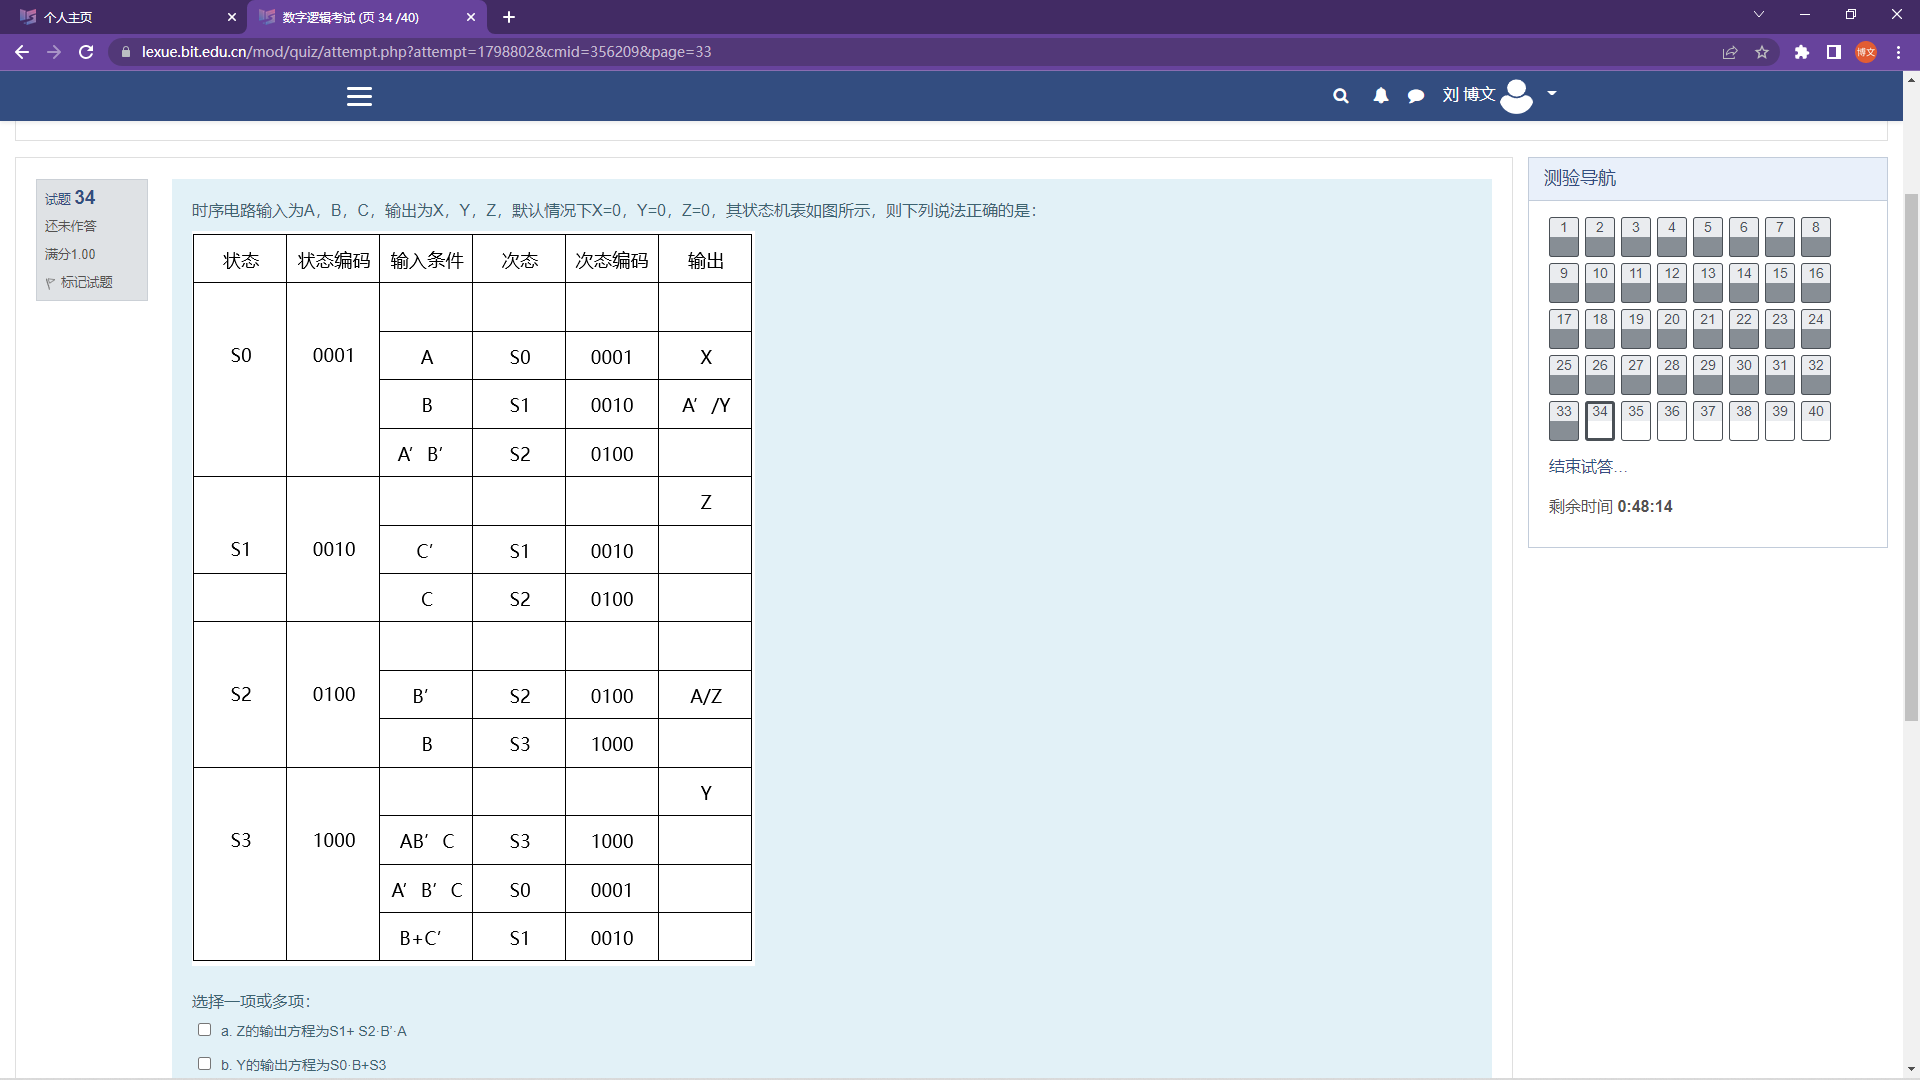 个人主页
数字逻辑考试 (页 34 /40)
lexue.bit.edu.cn/mod/quiz/attempt.php?attempt=1798802&cmid=356209&page=33
博文
刘 博文
试题 34
还未作答
满分1.00
标记试题
时序电路输入为A，B，C，输出为X，Y，Z，默认情况下X=0，Y=0，Z=0，其状态机表如图所示，则下列说法正确的是：
状态 状态编码 输入条件 次态 次态编码 输出
S0 0001
A S0 0001 X
B S1 0010 A′ /Y
A′ B′ S2 0100
S1 0010
Z
C′ S1 0010
C S2 0100
S2 0100
B′ S2 0100 A/Z
B S3 1000
S3 1000
Y
AB′ C S3 1000
A′ B′ C S0 0001
B+C′ S1 0010
选择一项或多项：
a. Z的输出方程为S1+ S2·B′·A
b. Y的输出方程为S0·B+S3
测验导航
1 2 3 4 5 6 7 8
9 10 11 12 13 14 15 16
17 18 19 20 21 22 23 24
25 26 27 28 29 30 31 32
33 34 35 36 37 38 39 40
结束试答…
剩余时间 0:48:14